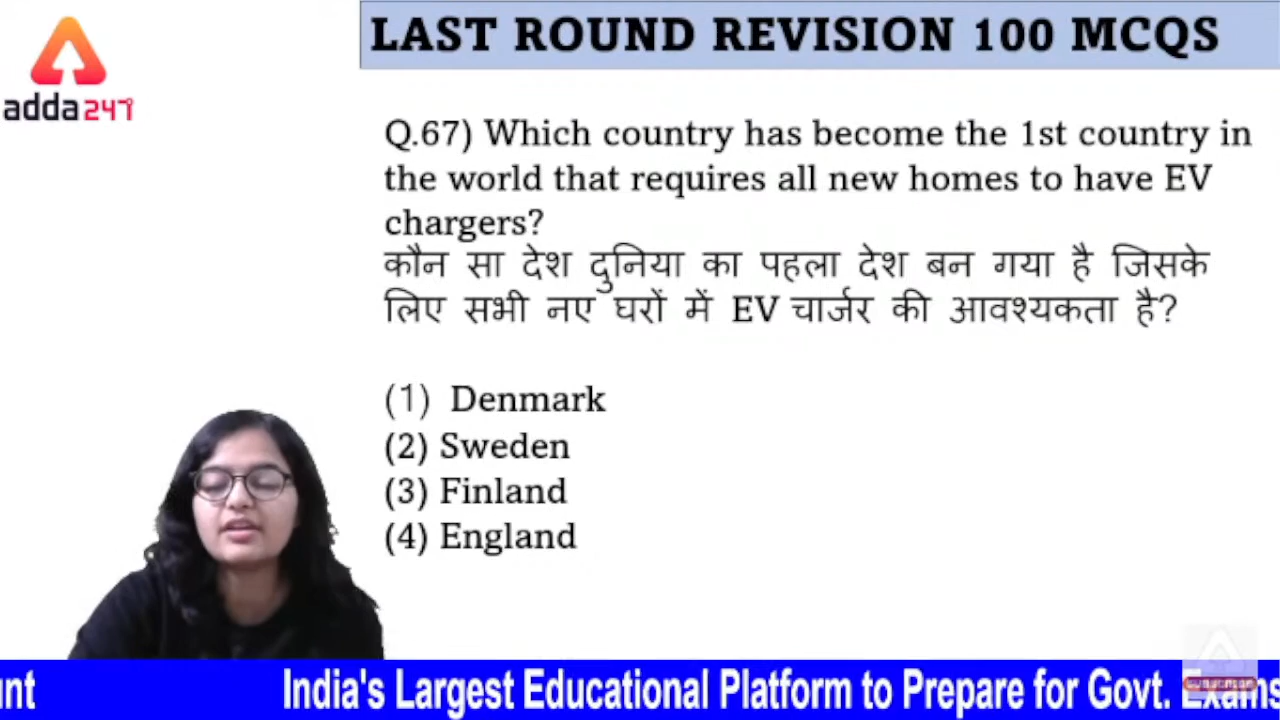 LAST ROUND REVISION 100 MCQS
adda247
Q.67) Which country has become the 1st country in
the world that requires all new homes to have EV
chargers?
कौन सा देश दुनिया का पहला देश बन गया है जिसके
लिए सभी नए घरों में EV चार्जर की आवश्यकता है?
(1) Denmark
(2) Sweden
(3) Finland
(4) England
SUBSCRIBE
unt India's Largest Educational Platform to Prepare for Govt. Exams